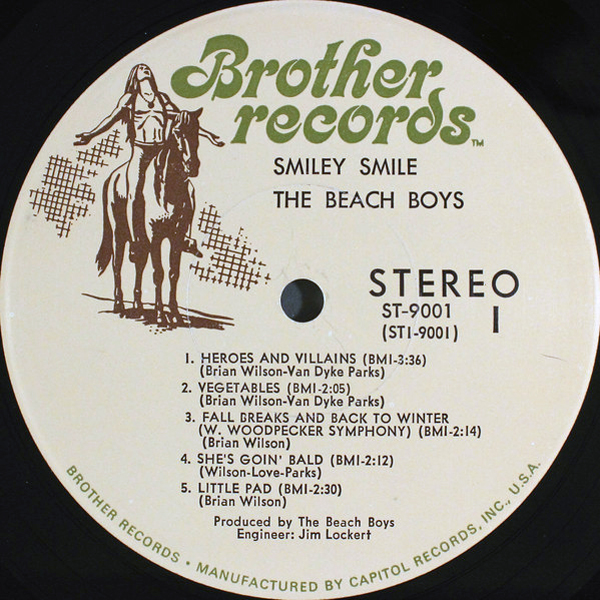 Brother
records™
SMILEY SMILE
THE BEACH BOYS
STEREO
ST-9001
(ST1-9001)
1
1. HEROES AND VILLAINS (BMI-3:36)
(Brian Wilson-Van Dyke Parks)
2. VEGETABLES (BMI-2:05)
(Brian Wilson-Van Dyke Parks)
3. FALL BREAKS AND BACK TO WINTER
(W. WOODPECKER SYMPHONY) (BMI-2:14)
(Brian Wilson)
4. SHE'S GOIN' BALD (BMI-2:12)
(Wilson-Love-Parks)
5. LITTLE PAD (BMI-2:30)
(Brian Wilson)
Produced by The Beach Boys
Engineer: Jim Lockert
BROTHER RECORDS • MANUFACTURED BY CAPITOL RECORDS, INC., U.S.A.